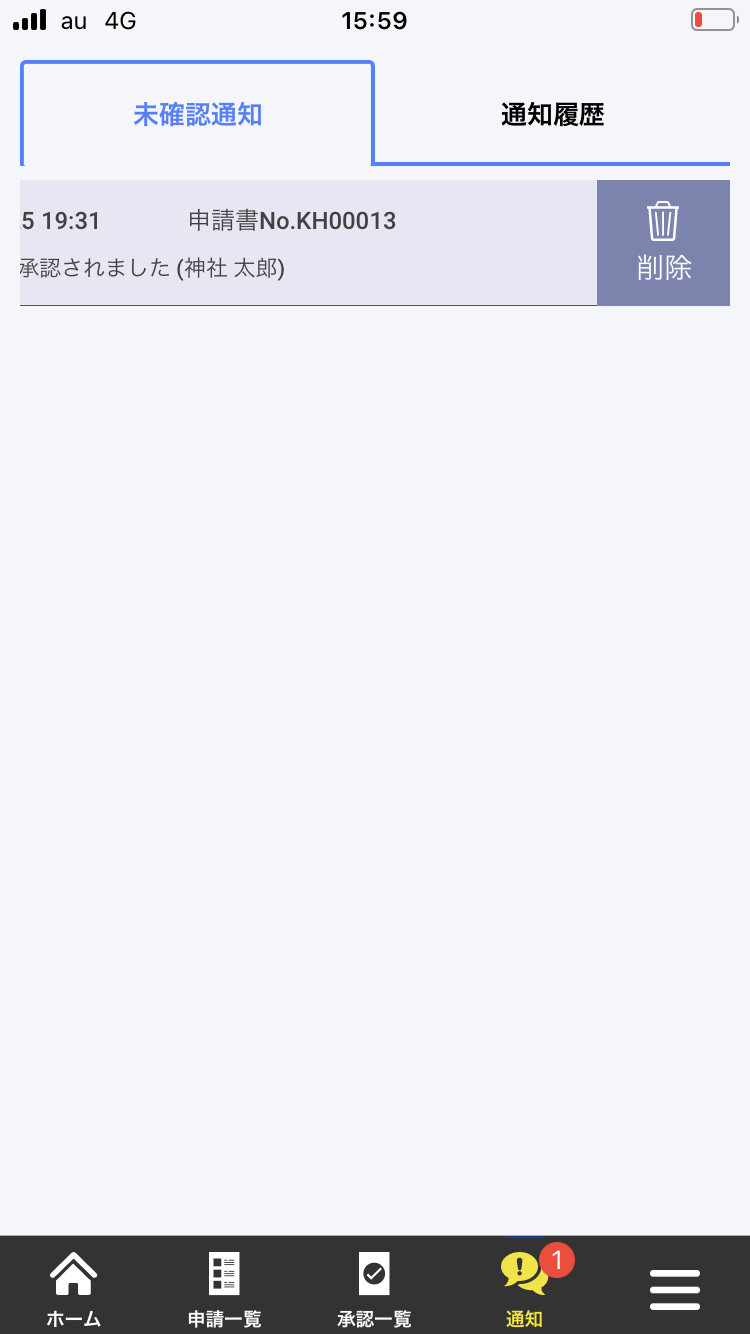 au 4G 15:59
未確認通知 通知履歴
5 19:31 申請書No.KH00013
承認されました (神社 太郎)
削除
1
ホーム 申請一覧 承認一覧 通知